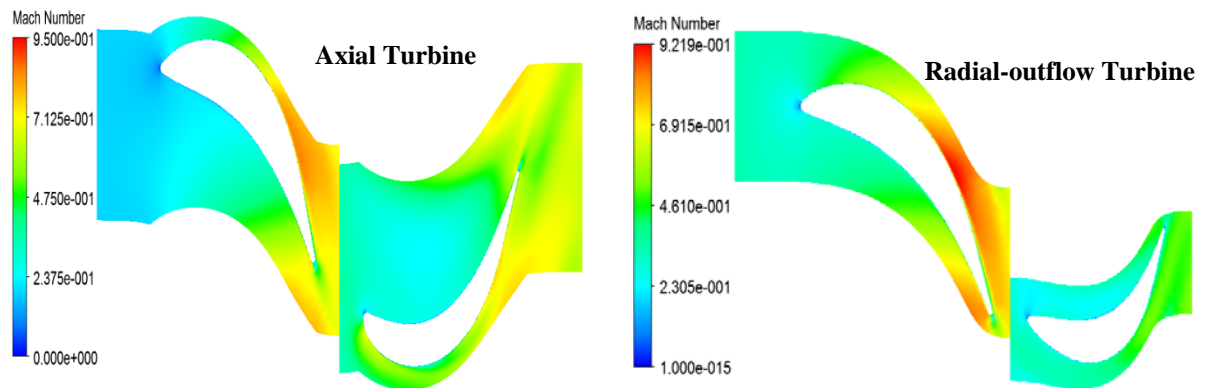 Mach Number
9.500e-001
7.125e-001
4.750e-001
2.375e-001
0.000e+000
Axial Turbine
Mach Number
9.219e-001
6.915e-001
4.610e-001
2.305e-001
1.000e-015
Radial-outflow Turbine